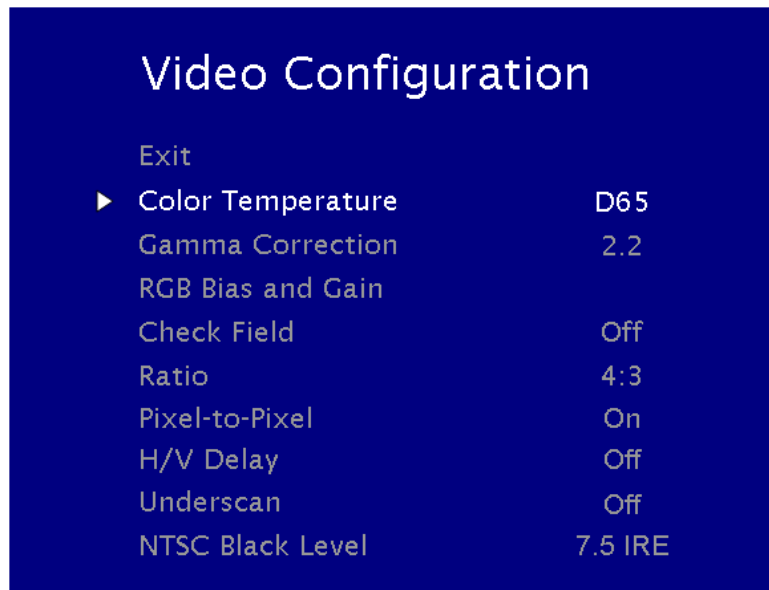 Video Configuration
Exit
Color Temperature D65
Gamma Correction 2.2
RGB Bias and Gain
Check Field Off
Ratio 4:3
Pixel-to-Pixel On
H/V Delay Off
Underscan Off
NTSC Black Level 7.5 IRE